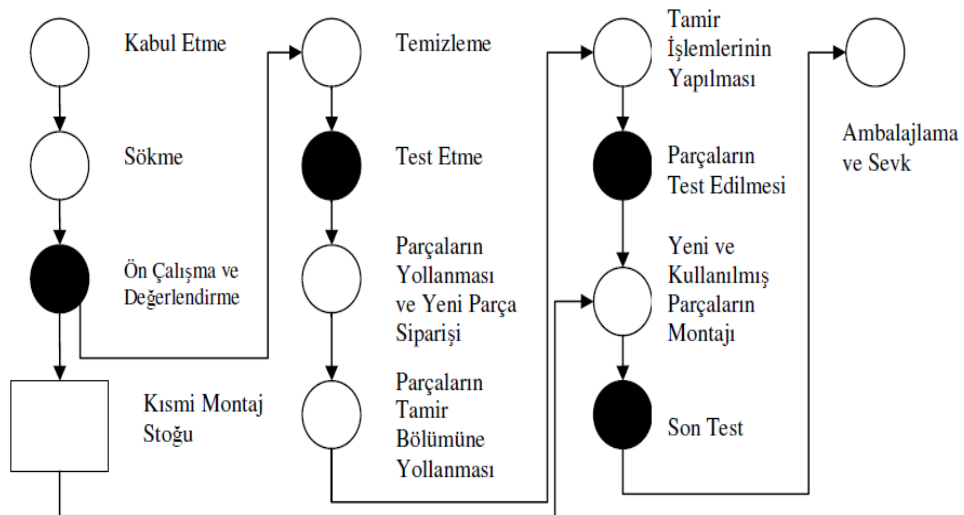 Kabul Etme
Sökme
Ön Çalışma ve
Değerlendirme
Kısmi Montaj
Stoğu
Temizleme
Test Etme
Parçaların
Yollanması
ve Yeni Parça
Siparişi
Parçaların
Tamir
Bölümüne
Yollanması
Tamir
İşlemlerinin
Yapılması
Parçaların
Test Edilmesi
Yeni ve
Kullanılmış
Parçaların
Montajı
Son Test
Ambalajlama
ve Sevk